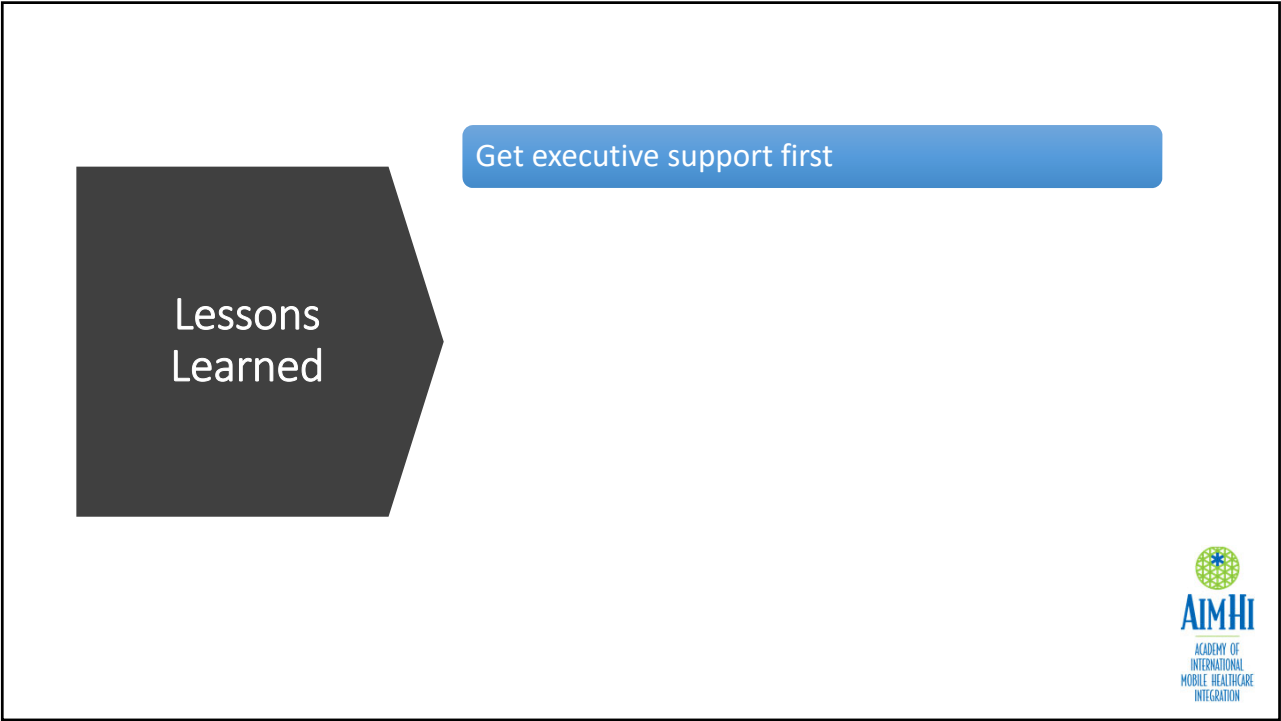 Get executive support first
Lessons
Learned
AIMHI
ACADEMY OF
INTERNATIONAL
MOBILE HEALTHCARE
INTEGRATION